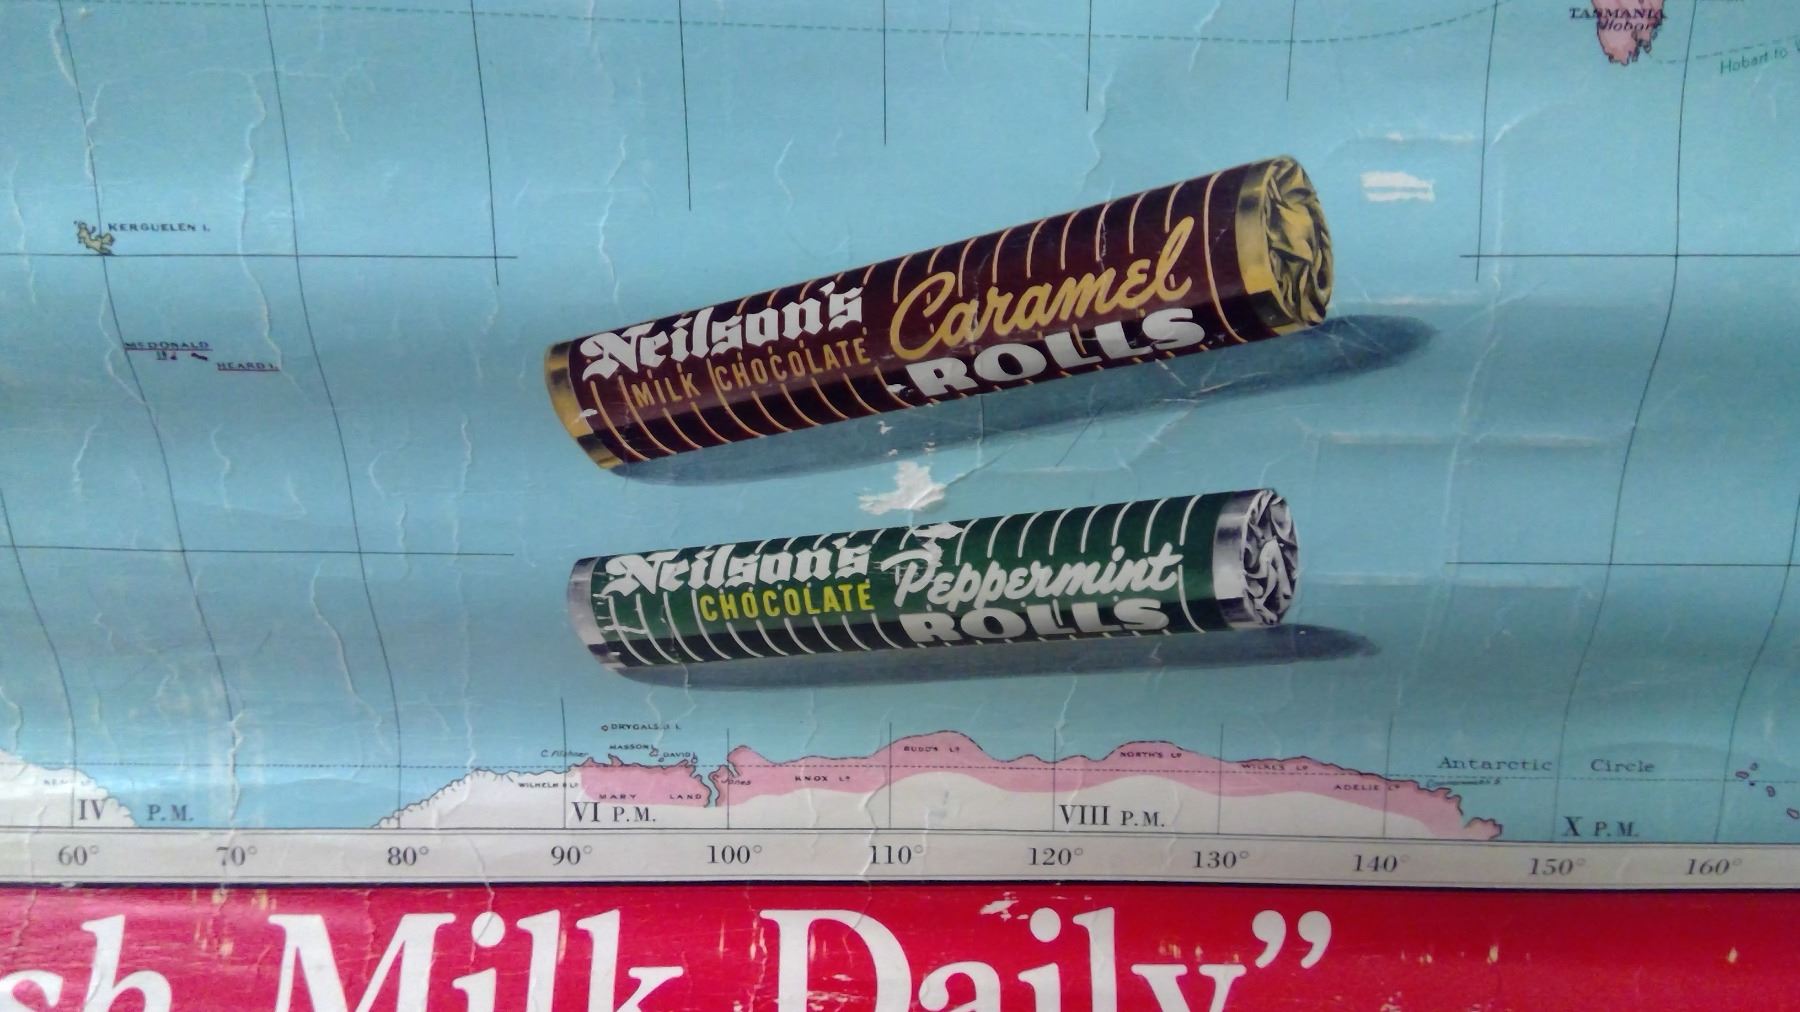 TASMANIA
Hobart
Hobart to
KERGUELEN I.
McDONALD
HEARD I.
Neilson's
MILK CHOCOLATE
Caramel
ROLLS
Neilson's
CHOCOLATE
Peppermint
ROLLS
MASSON
DAVID
BUDD'S Ld
NORTH'S Ld
WILKES Ld
Antarctic Circle
WILHELM II Ld
MARY LAND
Jones
KNOX Ld
ADELIE Ld
IV P.M.
VI P.M.
VIII P.M.
X P.M.
60° 70° 80° 90° 100° 110° 120° 130° 140° 150° 160°
sh Milk Daily”